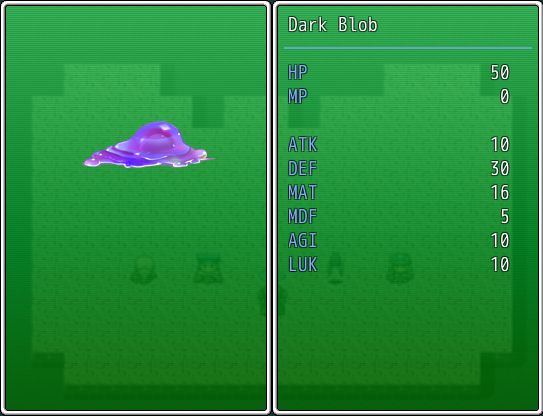 Dark Blob
HP 50
MP 0
ATK 10
DEF 30
MAT 16
MDF 5
AGI 10
LUK 10